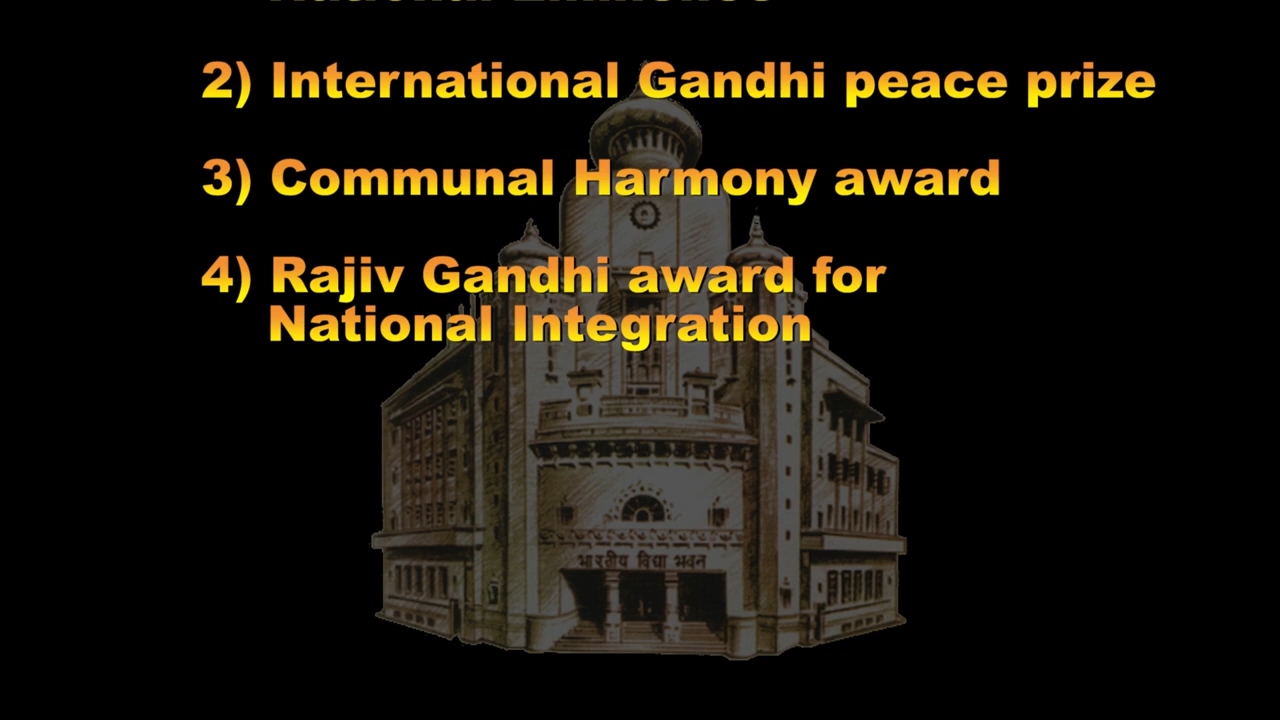 2) International Gandhi peace prize
3) Communal Harmony award
4) Rajiv Gandhi award for
National Integration
भारतीय विद्या भवन